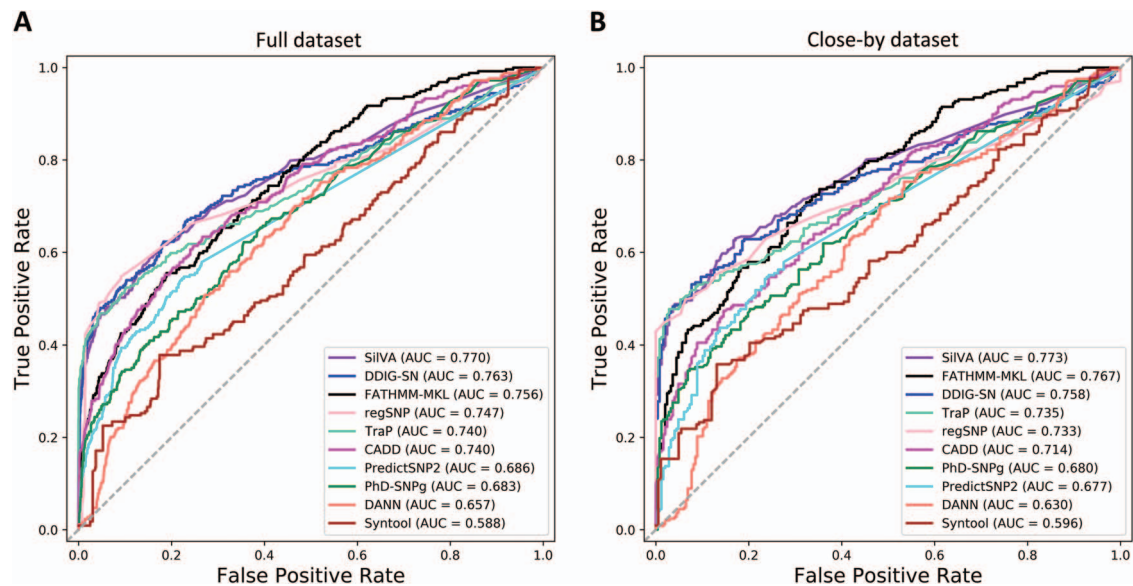 A
Full dataset
True Positive Rate
1.0
0.8
0.6
0.4
0.2
0.0
SilVA (AUC = 0.770)
DDIG-SN (AUC = 0.763)
FATHMM-MKL (AUC = 0.756)
regSNP (AUC = 0.747)
TraP (AUC = 0.740)
CADD (AUC = 0.740)
PredictSNP2 (AUC = 0.686)
PhD-SNPg (AUC = 0.683)
DANN (AUC = 0.657)
Syntool (AUC = 0.588)
0.0 0.2 0.4 0.6 0.8 1.0
False Positive Rate
B
Close-by dataset
True Positive Rate
1.0
0.8
0.6
0.4
0.2
0.0
SilVA (AUC = 0.773)
FATHMM-MKL (AUC = 0.767)
DDIG-SN (AUC = 0.758)
TraP (AUC = 0.735)
regSNP (AUC = 0.733)
CADD (AUC = 0.714)
PhD-SNPg (AUC = 0.680)
PredictSNP2 (AUC = 0.677)
DANN (AUC = 0.630)
Syntool (AUC = 0.596)
0.0 0.2 0.4 0.6 0.8 1.0
False Positive Rate